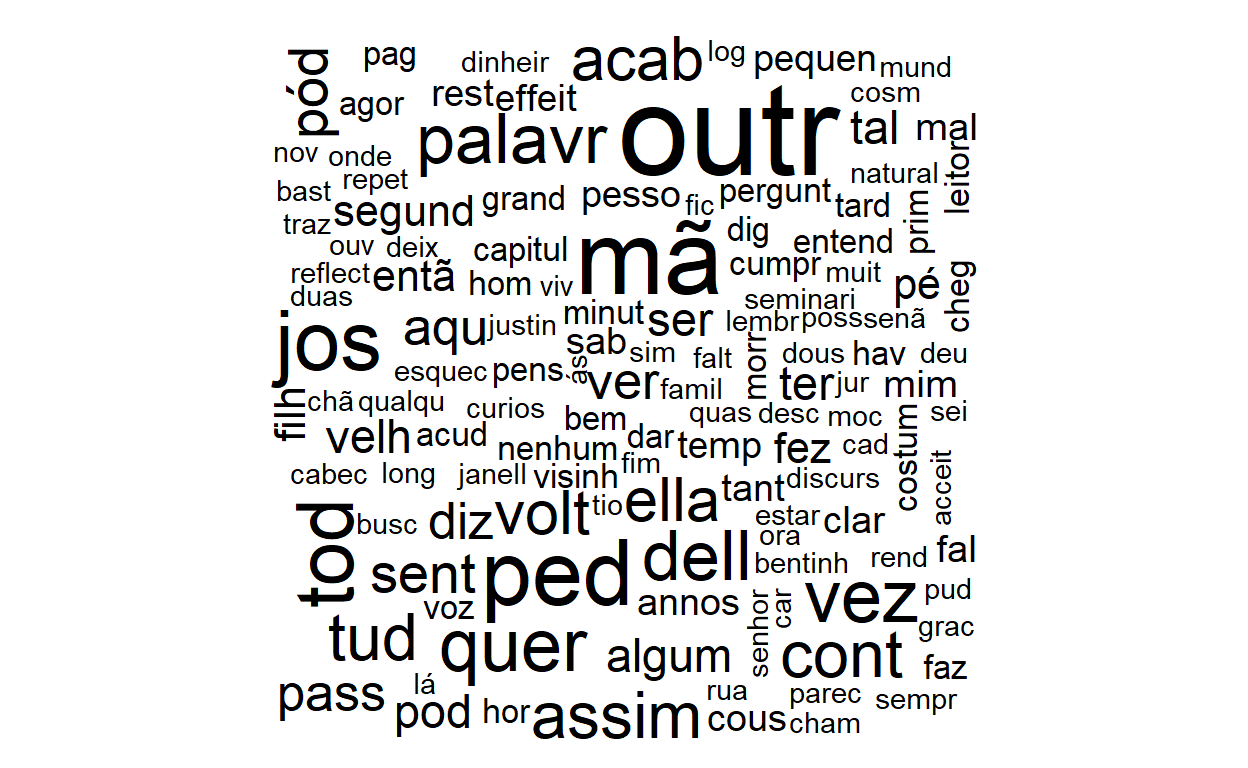 pód pag dinheir acab log pequen mund
agor rest effeit outr cosm
palavr tal mal
nov onde natural leitor
bast repet grand pesso fic pergunt tard prim
traz segund dig entend
ouv deix capitul mã cumpr muit pé cheg
reflect entã hom viv seminari
duas minut ser lembr poss senã
jos aqu justin sab sim falt morr dous hav deu
esquec pens ás ver famil ter jur mim
filh chã qualqu curios bem quas desc moc sei
velh acud nenhum dar temp fez cad costum
cabec long janell visinh fim discurs acceit
tod busc diz volt tio ella tant estar clar
sent ped dell ora bentinh rend fal
voz annos senhor car vez pud
tud quer algum cont grac
pass lá faz
pod hor assim rua cous parec sempr
cham